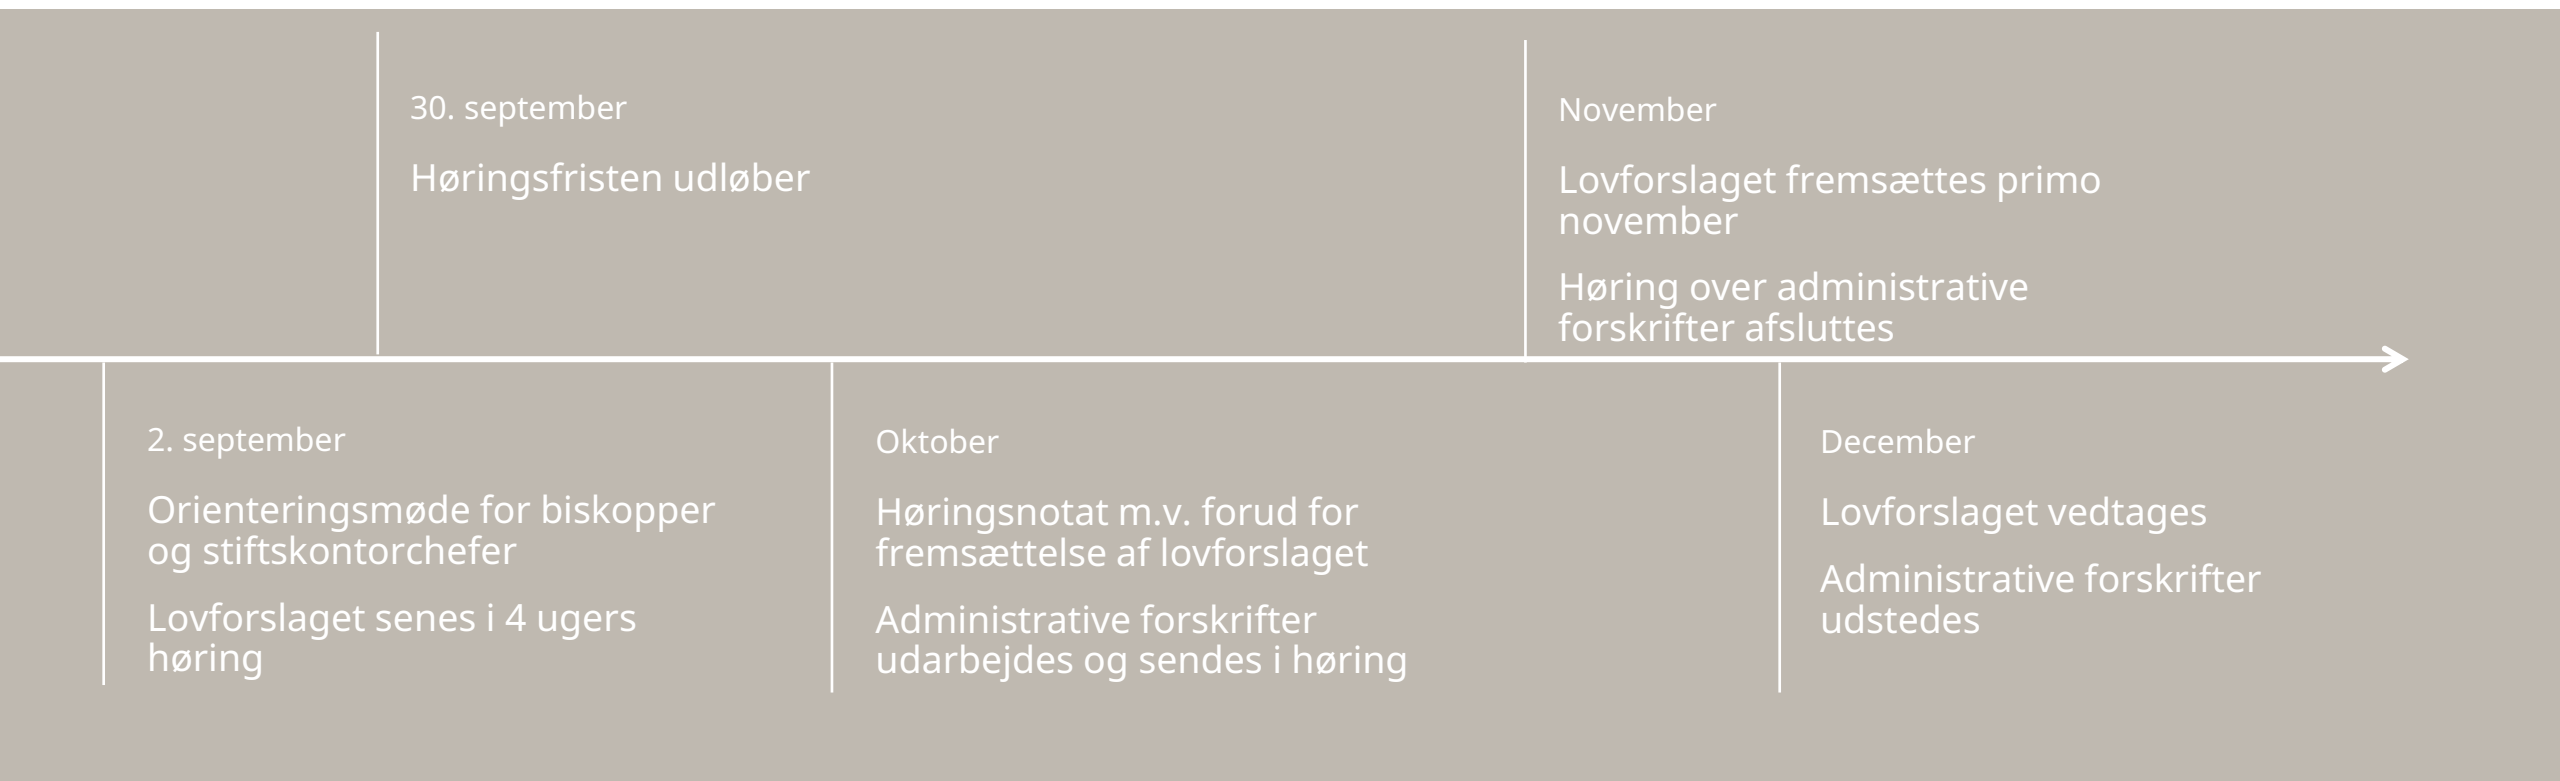 30. september
Høringsfristen udløber
November
Lovforslaget fremsættes primo
november
Høring over administrative
forskrifter afsluttes
2. september
Orienteringsmøde for biskopper
og stiftskontorchefer
Lovforslaget senes i 4 ugers
høring
Oktober
Høringsnotat m.v. forud for
fremsættelse af lovforslaget
Administrative forskrifter
udarbejdes og sendes i høring
December
Lovforslaget vedtages
Administrative forskrifter
udstedes